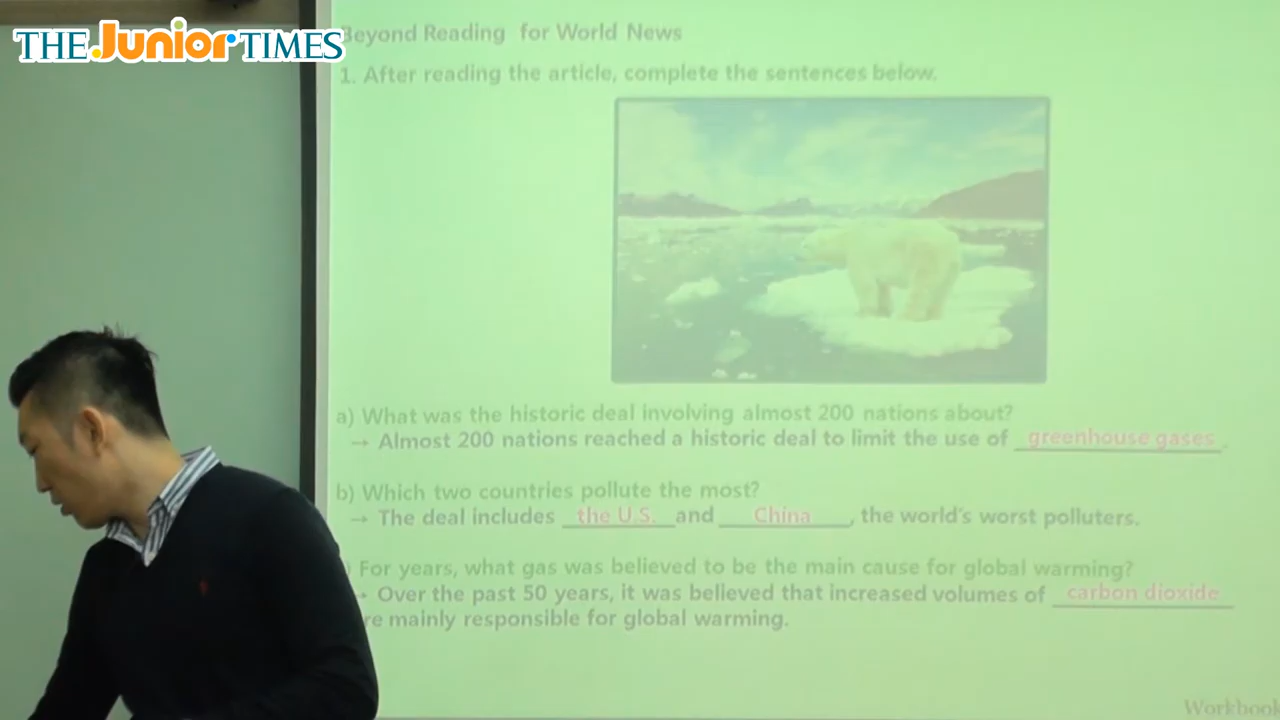 THE Junior TIMES
Beyond Reading for World News
1. After reading the article, complete the sentences below.
a) What was the historic deal involving almost 200 nations about?
→ Almost 200 nations reached a historic deal to limit the use of greenhouse gases.
b) Which two countries pollute the most?
→ The deal includes the U.S. and China, the world's worst polluters.
) For years, what gas was believed to be the main cause for global warming?
Over the past 50 years, it was believed that increased volumes of carbon dioxide
re mainly responsible for global warming.
Workbook